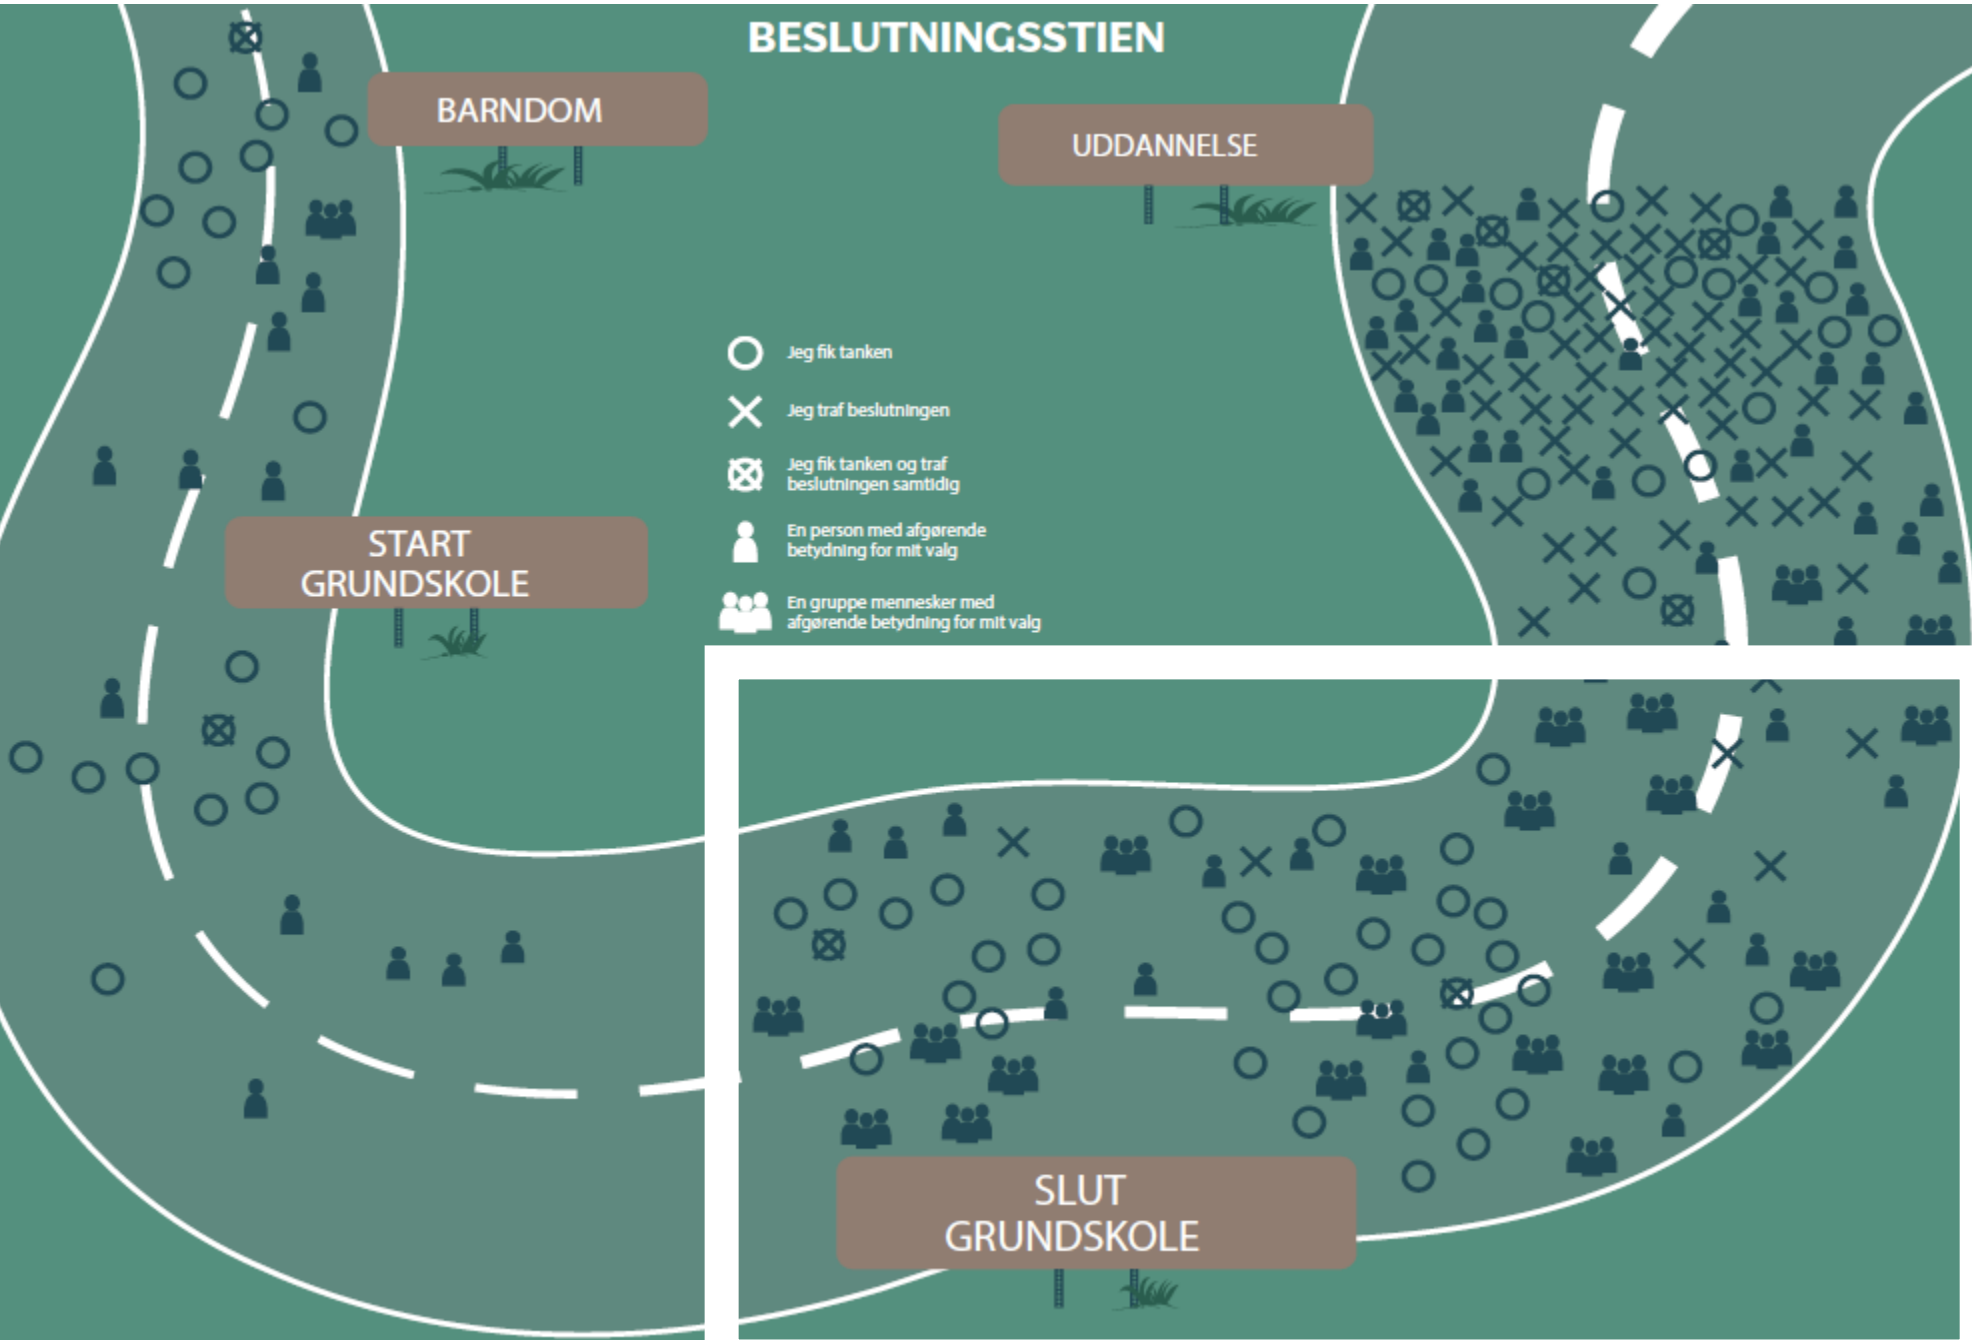 BESLUTNINGSSTIEN
BARNDOM
UDDANNELSE
Jeg fik tanken
Jeg traf beslutningen
Jeg fik tanken og traf
beslutningen samtidig
En person med afgørende
betydning for mit valg
En gruppe mennesker med
afgørende betydning for mit valg
START
GRUNDSKOLE
SLUT
GRUNDSKOLE